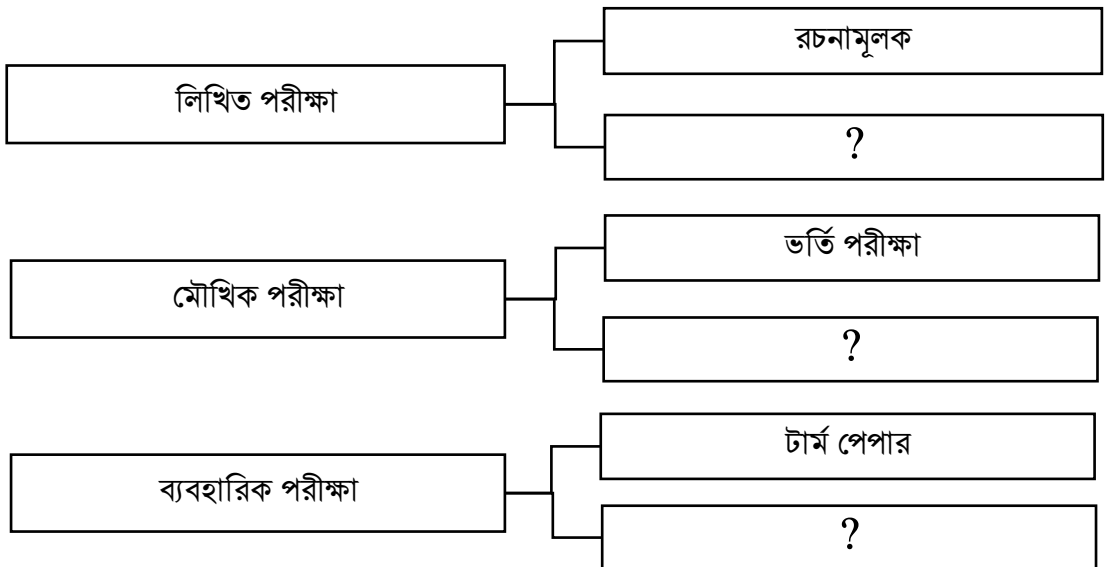 রচনামূলক
লিখিত পরীক্ষা
?
ভর্তি পরীক্ষা
মৌখিক পরীক্ষা
?
টার্ম পেপার
ব্যবহারিক পরীক্ষা
?